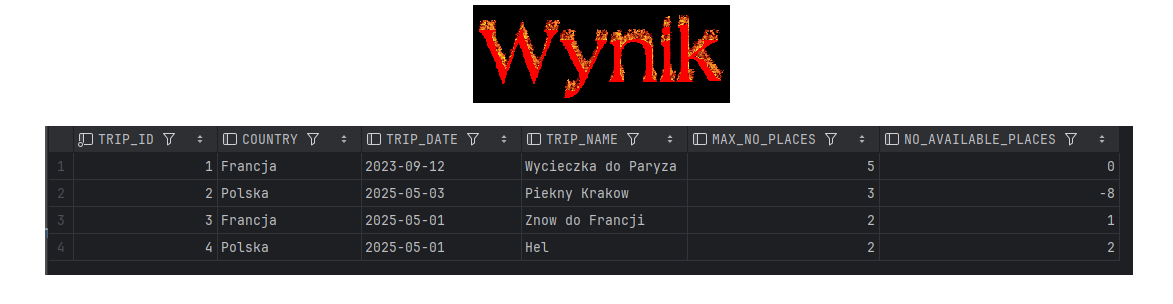 Wynik
TRIP_ID COUNTRY TRIP_DATE TRIP_NAME MAX_NO_PLACES NO_AVAILABLE_PLACES
1 1 Francja 2023-09-12 Wycieczka do Paryza 5 0
2 2 Polska 2025-05-03 Piekny Krakow 3 -8
3 3 Francja 2025-05-01 Znow do Francji 2 1
4 4 Polska 2025-05-01 Hel 2 2